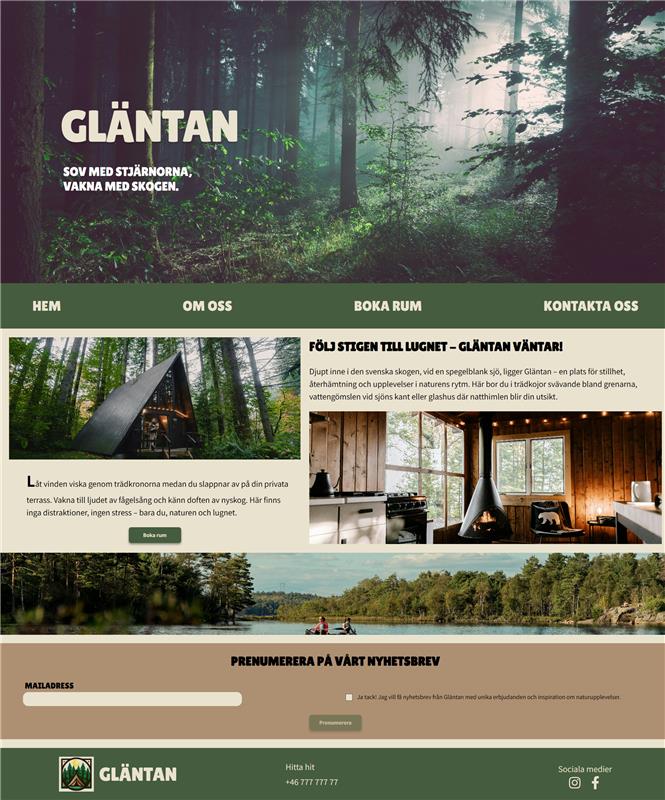 GLÄNTAN
SOV MED STJÄRNORNA,
VAKNA MED SKOGEN.
HEM OM OSS BOKA RUM KONTAKTA OSS
FÖLJ STIGEN TILL LUGNET – GLÄNTAN VÄNTAR!
Djupt inne i den svenska skogen, vid en spegelblank sjö, ligger Gläntan – en plats för stillhet,
återhämtning och upplevelser i naturens rytm. Här bor du i trädkojor svävande bland grenarna,
vattengömslen vid sjöns kant eller glashus där natthimlen blir din utsikt.
Låt vinden viska genom trädkronorna medan du slappnar av på din privata
terrass. Vakna till ljudet av fågelsång och känn doften av nyskog. Här finns
inga distraktioner, ingen stress – bara du, naturen och lugnet.
Boka rum
PRENUMERERA PÅ VÅRT NYHETSBREV
MAILADRESS
Ja tack! Jag vill få nyhetsbrev från Gläntan med unika erbjudanden och inspiration om naturupplevelser.
Prenumerera
GLÄNTAN
Hitta hit
+46 777 777 77
Sociala medier